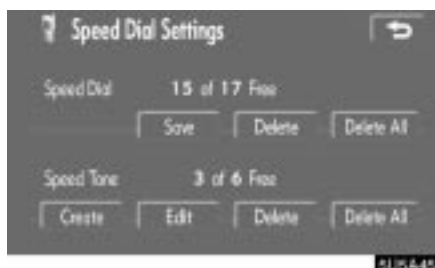 Speed Dial Settings
Speed Dial 15 of 17 Free
Save Delete Delete All
Speed Tone 3 of 6 Free
Create Edit Delete Delete All